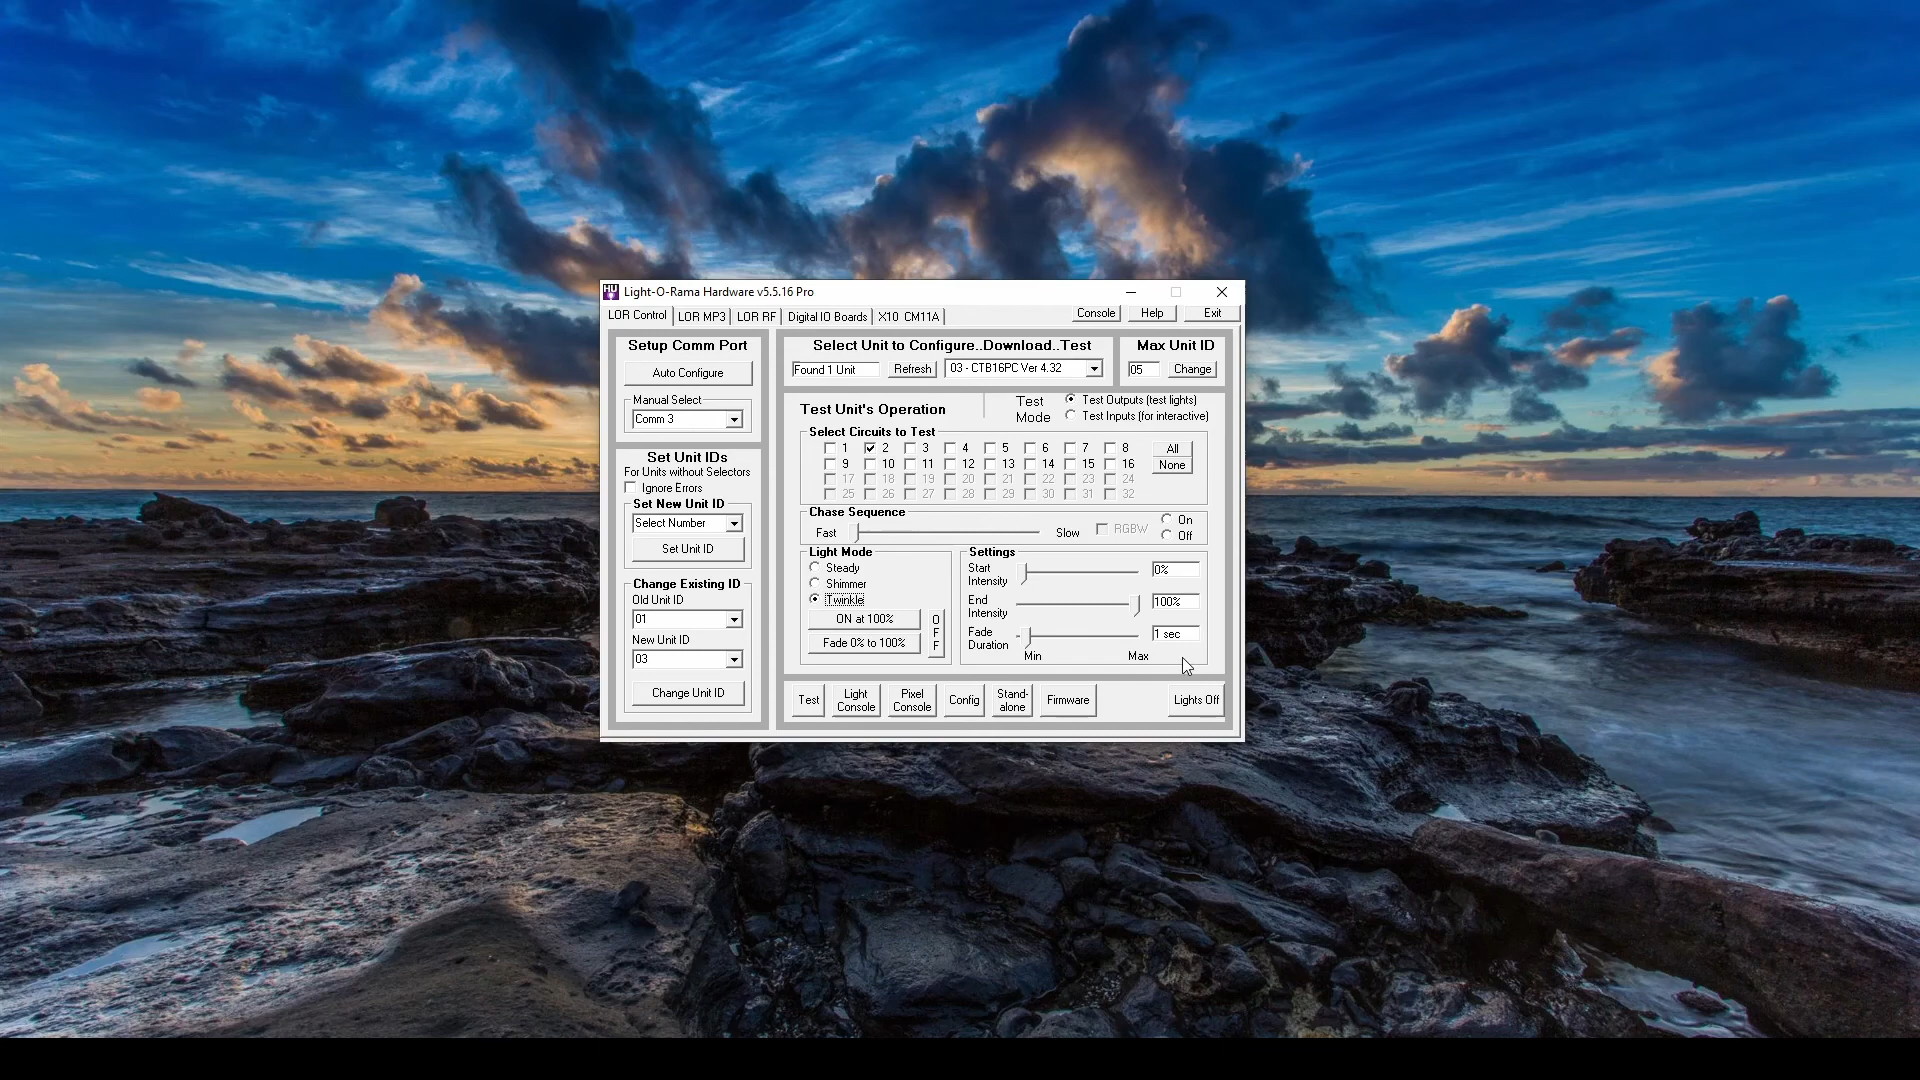 HU Light-O-Rama Hardware v5.5.16 Pro
LOR Control LOR MP3 LOR RF Digital IO Boards X10 CM11A Console Help Exit
Setup Comm Port
Auto Configure
Manual Select
Comm 3
Set Unit IDs
For Units without Selectors
Ignore Errors
Set New Unit ID
Select Number
Set Unit ID
Change Existing ID
Old Unit ID
01
New Unit ID
03
Change Unit ID
Select Unit to Configure..Download..Test
Found 1 Unit Refresh 03 - CTB16PC Ver 4.32
Max Unit ID
05 Change
Test Unit's Operation
Test Mode
Test Outputs (test lights)
Test Inputs (for interactive)
Select Circuits to Test
1 2 3 4 5 6 7 8 All
9 10 11 12 13 14 15 16 None
17 18 19 20 21 22 23 24
25 26 27 28 29 30 31 32
Chase Sequence
Fast Slow RGBW On
Off
Light Mode
Steady
Shimmer
Twinkle
ON at 100%
Fade 0% to 100%
OFF
Settings
Start Intensity 0%
End Intensity 100%
Fade Duration 1 sec
Min Max
Test Light Console Pixel Console Config Stand-alone Firmware Lights Off